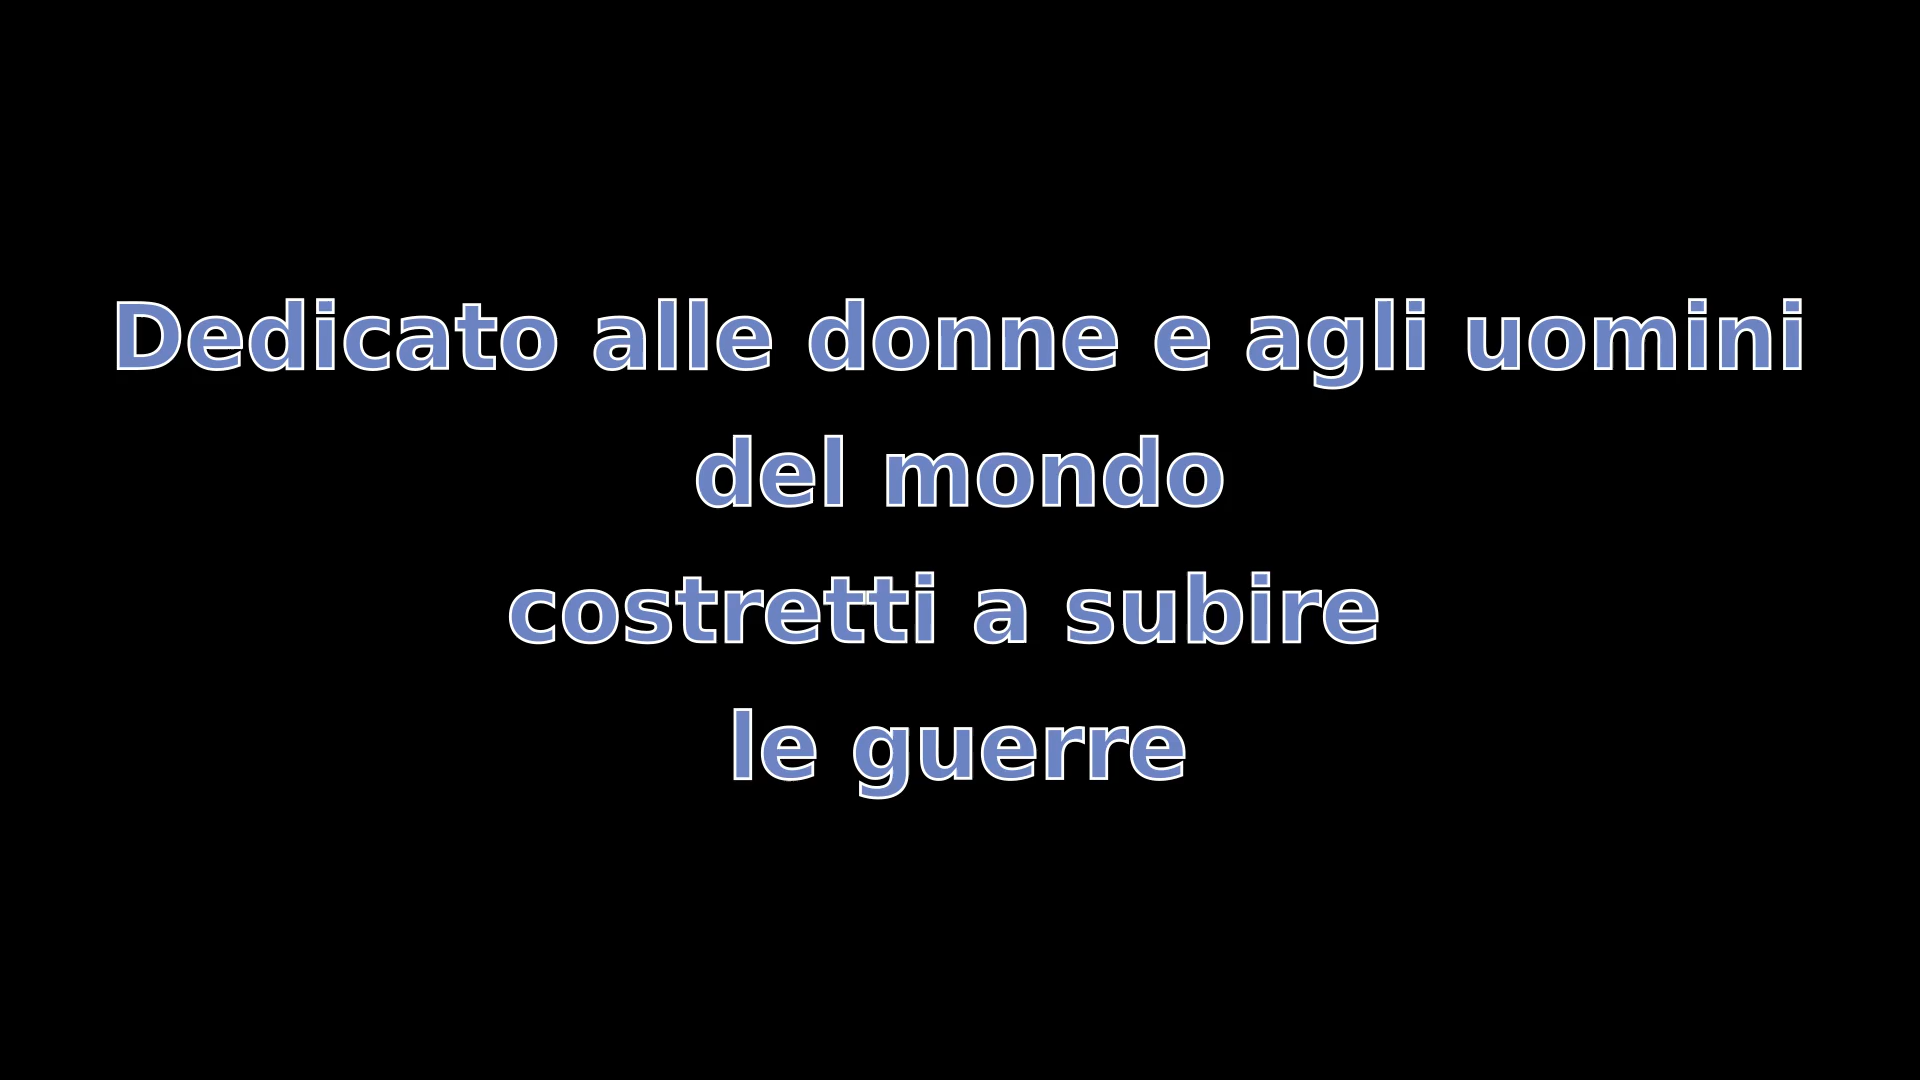 Dedicato alle donne e agli uomini
del mondo
costretti a subire
le guerre